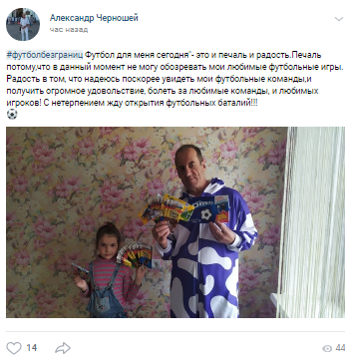 Александр Черношей
час назад
#футболбезграниц Футбол для меня сегодня"- это и печаль и радость.Печаль
потому,что в данный момент не могу обозревать мои любимые футбольные игры.
Радость в том, что надеюсь поскорее увидеть мои футбольные команды,и
получить огромное удовольствие, болеть за любимые команды, и любимых
игроков! С нетерпением жду открытия футбольных баталий!!!
14
44